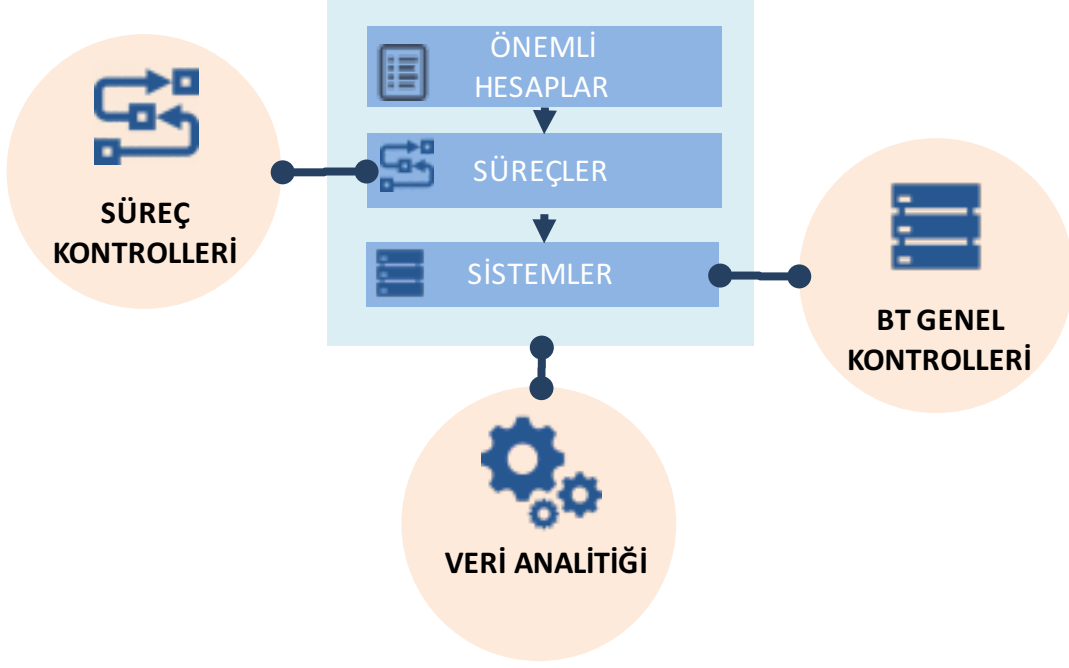 ÖNEMLİ
HESAPLAR
SÜREÇLER
SİSTEMLER
SÜREÇ
KONTROLLERİ
BT GENEL
KONTROLLERİ
VERİ ANALİTİĞİ